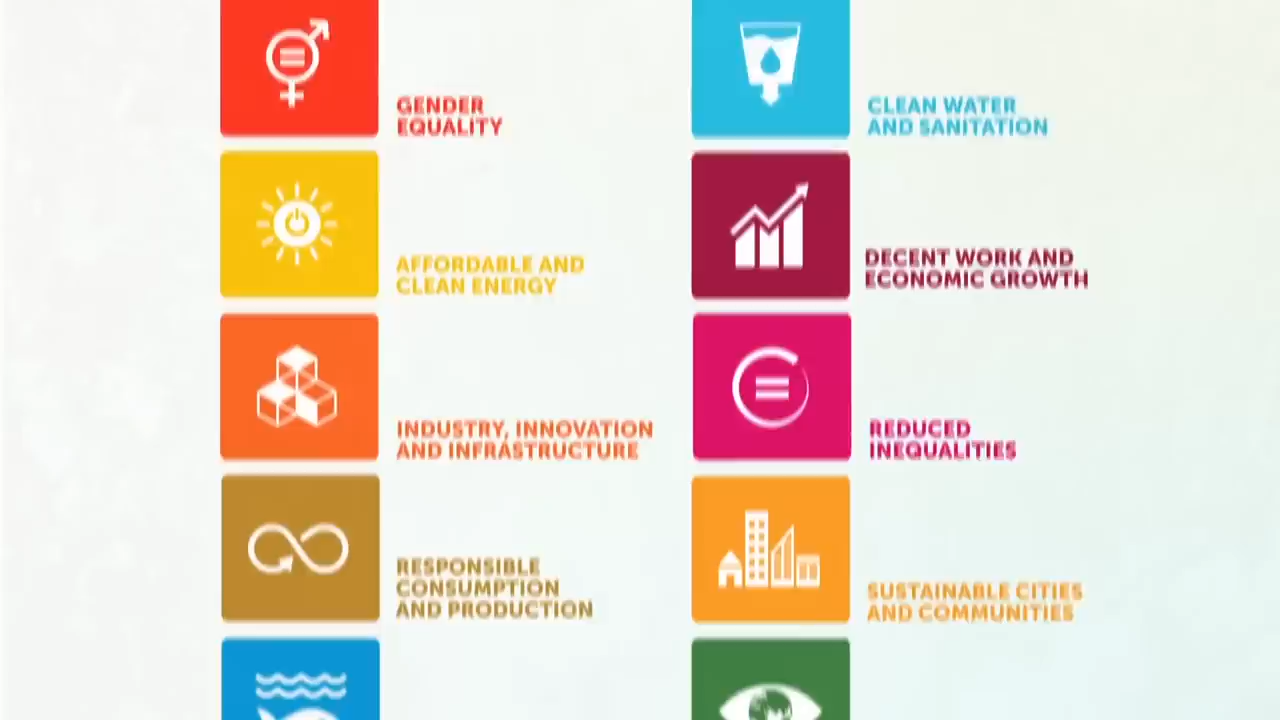 GENDER
EQUALITY
CLEAN WATER
AND SANITATION
AFFORDABLE AND
CLEAN ENERGY
DECENT WORK AND
ECONOMIC GROWTH
INDUSTRY, INNOVATION
AND INFRASTRUCTURE
REDUCED
INEQUALITIES
RESPONSIBLE
CONSUMPTION
AND PRODUCTION
SUSTAINABLE CITIES
AND COMMUNITIES